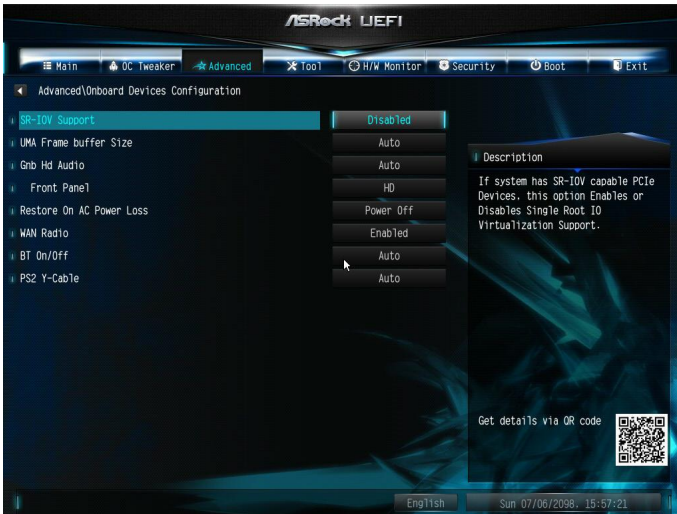 ASRock UEFI
Main OC Tweaker Advanced Tool H/W Monitor Security Boot Exit
Advanced\Onboard Devices Configuration
SR-IOV Support Disabled
UMA Frame buffer Size Auto
Gnb Hd Audio Auto
Front Panel HD
Restore On AC Power Loss Power Off
WAN Radio Enabled
BT On/Off Auto
PS2 Y-Cable Auto
Description
If system has SR-IOV capable PCIe
Devices. this option Enables or
Disables Single Root IO
Virtualization Support.
Get details via QR code
English Sun 07/06/2098. 15:57:21